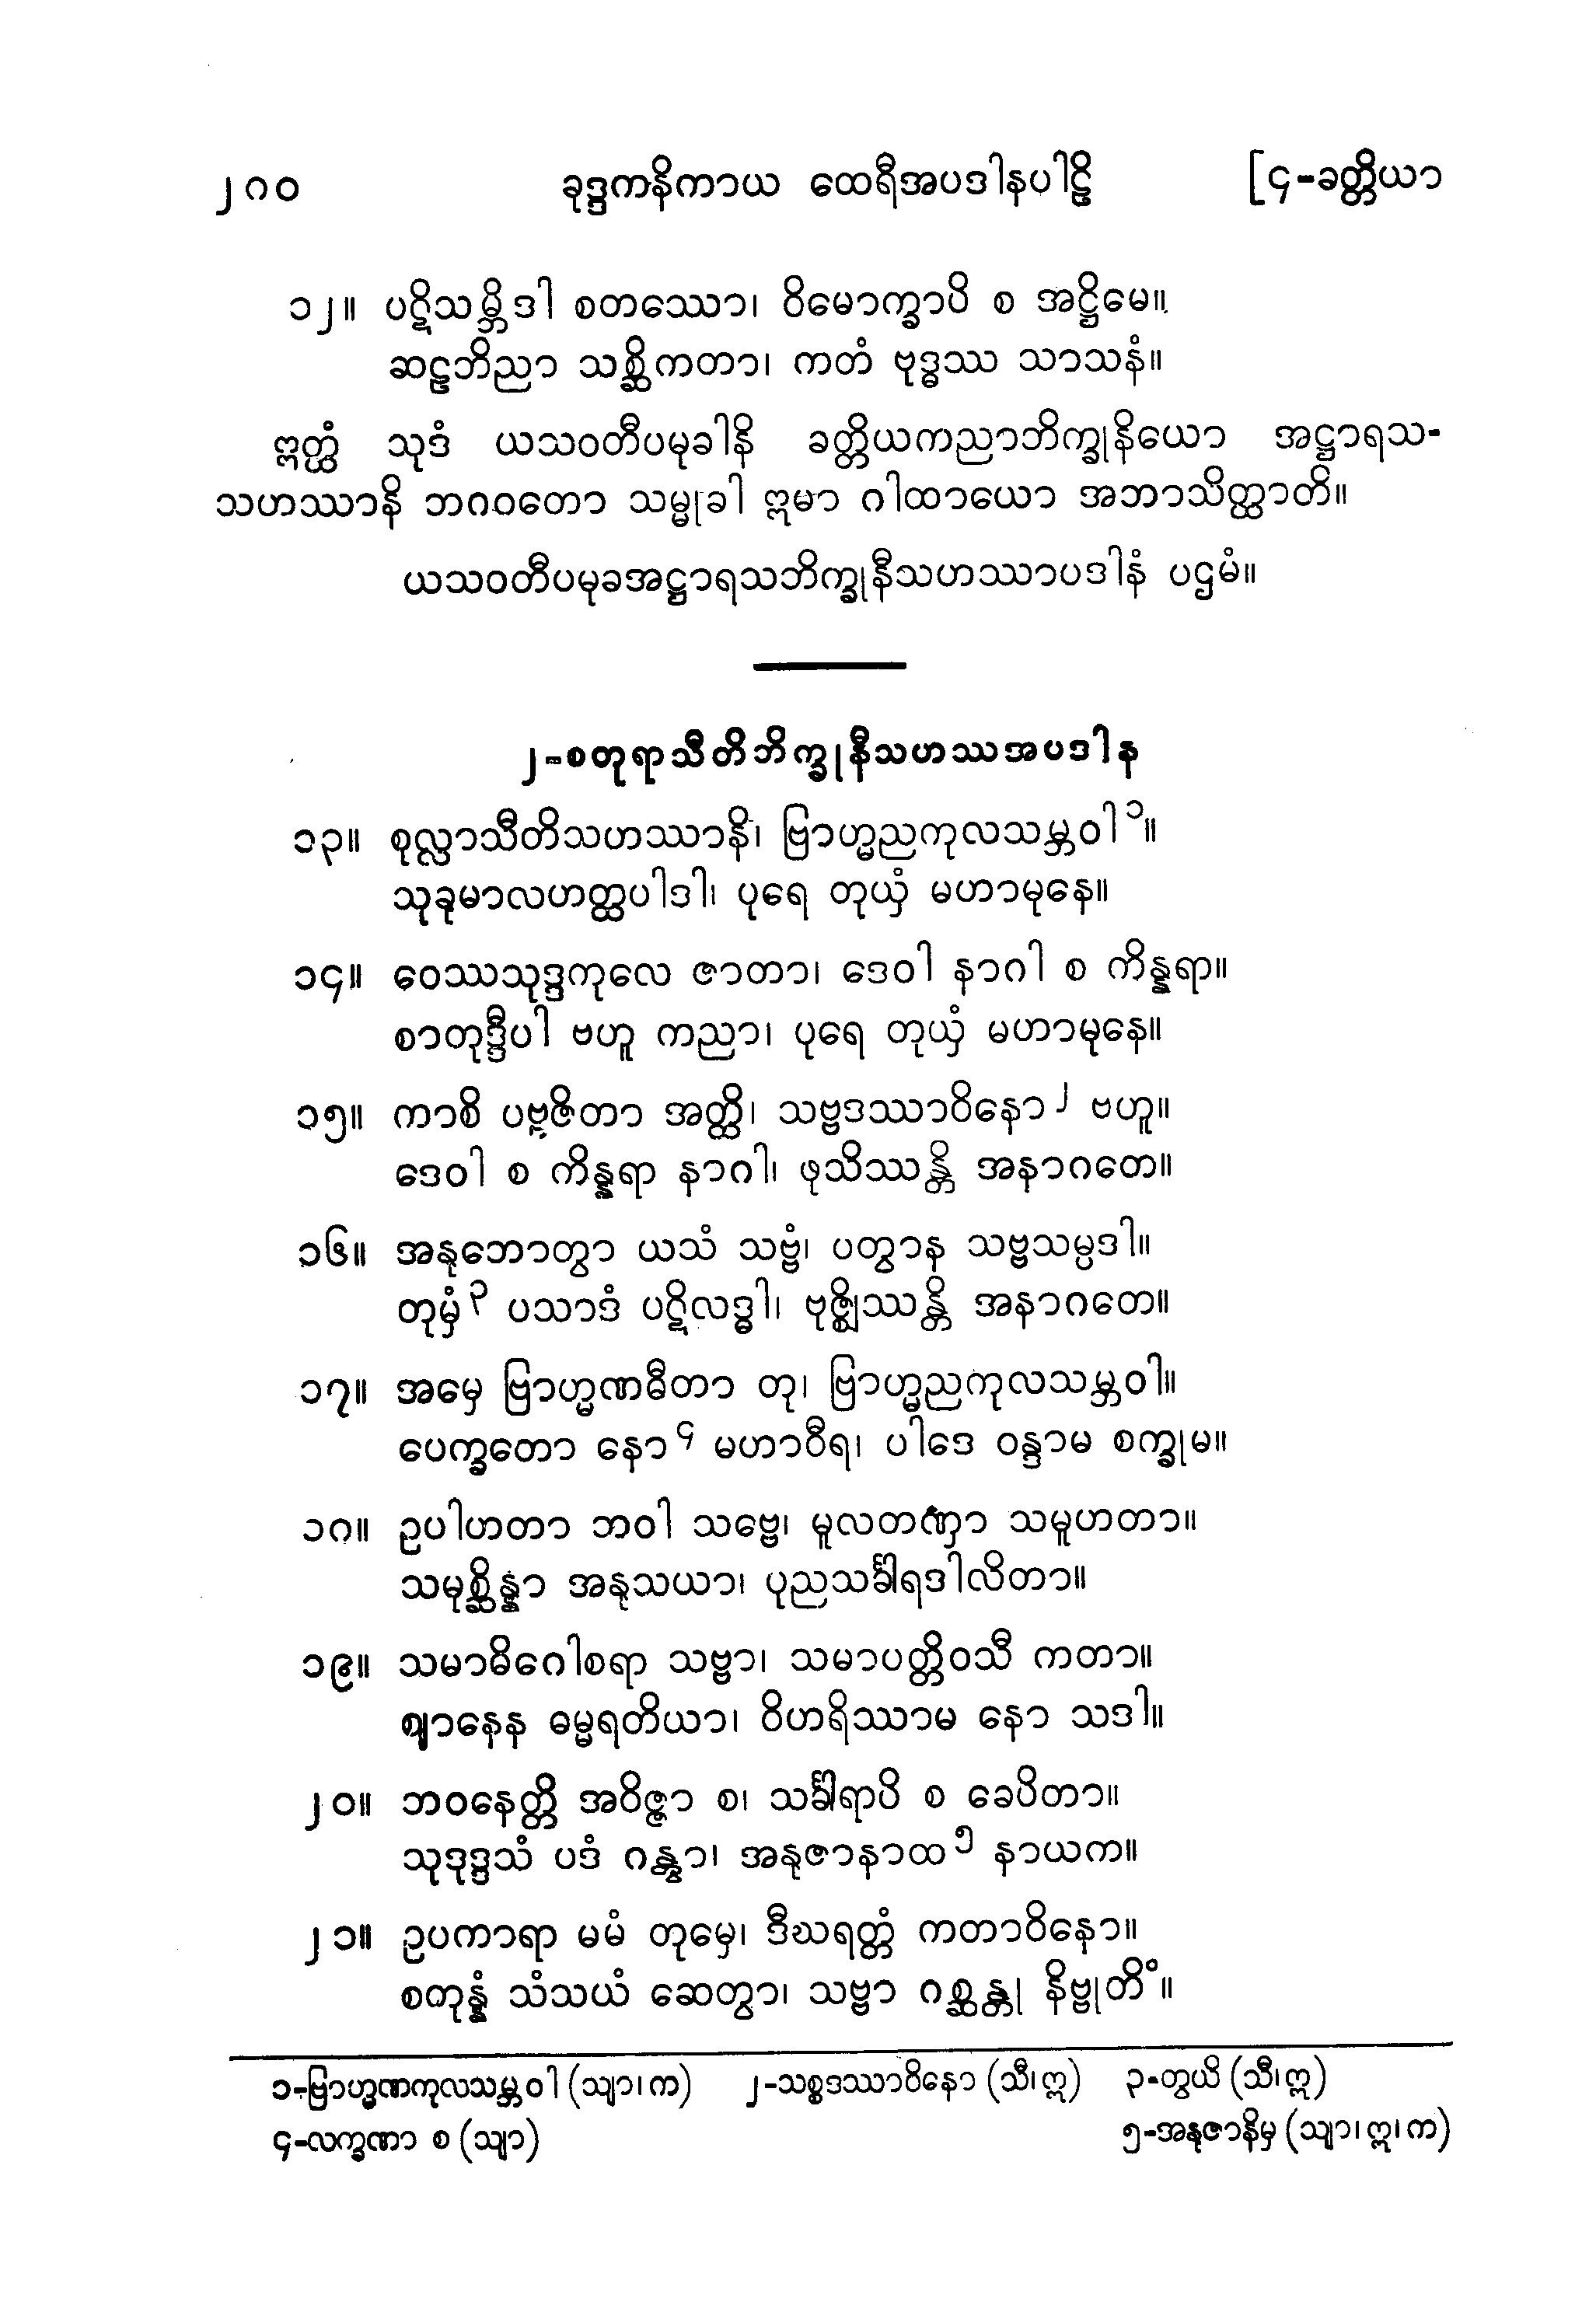 ၂၈၀ ခုဒ္ဒကနိကာယ ထေရီအပဒါနပါဠိ [၄-ခတ္တိယာ
၁၂။ ပဋိသမ္ဘိဒါ စတဿော၊ ဝိမောက္ခာပိ စ အဋ္ဌိမေ။
ဆဠဘိညာ သစ္ဆိကတာ၊ ကတံ ဗုဒ္ဓဿ သာသနံ။
ဣတ္ထံ သုဒံ ယသဝတီပမုခါနိ ခတ္တိယကညာဘိက္ခုနိယော အဋ္ဌာရသ-
သဟဿာနိ ဘဂဝတော သမ္မုခါ ဣမာ ဂါထာယော အဘာသိတ္ထာတိ။
ယသဝတီပမုခအဋ္ဌာရသဘိက္ခုနီသဟဿာပဒါနံ ပဌမံ။
၂-စတုရာသီတိဘိက္ခုနီသဟဿအပဒါန
၁၃။ စုလ္လာသီတိသဟဿာနိ၊ ဗြာဟ္မညကုလသမ္ဘဝါ ၁။
သုခုမာလဟတ္ထပါဒါ၊ ပုရေ တုယှံ မဟာမုနေ။
၁၄။ ဝေဿသုဒ္ဒကုလေ ဇာတာ၊ ဒေဝါ နာဂါ စ ကိန္နရာ။
စာတုဒ္ဒီပါ ဗဟူ ကညာ၊ ပုရေ တုယှံ မဟာမုနေ။
၁၅။ ကာစိ ပဗ္ဗဇိတာ အတ္ထိ၊ သဗ္ဗဒဿာဝိနော ၂ ဗဟူ။
ဒေဝါ စ ကိန္နရာ နာဂါ၊ ဖုသိဿန္တိ အနာဂတေ။
၁၆။ အနုဘောတွာ ယသံ သဗ္ဗံ၊ ပတွာန သဗ္ဗသမ္ပဒါ။
တုမှံ ၃ ပသာဒံ ပဋိလဒ္ဓါ၊ ဗုဇ္ဈိဿန္တိ အနာဂတေ။
၁၇။ အမှေ ဗြာဟ္မဏဓီတာ တု၊ ဗြာဟ္မညကုလသမ္ဘဝါ။
ပေက္ခတော နော ၄ မဟာဝီရ၊ ပါဒေ ဝန္ဒာမ စက္ခုမ။
၁၈။ ဥပါဟတာ ဘဝါ သဗ္ဗေ၊ မူလတဏှာ သမူဟတာ။
သမုစ္ဆိန္နာ အနုသယာ၊ ပုညသင်္ခါရဒါလိတာ။
၁၉။ သမာဓိဂေါစရာ သဗ္ဗာ၊ သမာပတ္တိဝသီ ကတာ။
ဈာနေန ဓမ္မရတိယာ၊ ဝိဟရိဿာမ နော သဒါ။
၂၀။ ဘဝနေတ္တိ အဝိဇ္ဇာ စ၊ သင်္ခါရာပိ စ ခေပိတာ။
သုဒုဒ္ဒသံ ပဒံ ဂန္တွာ၊ အနုဇာနာထ ၅ နာယက။
၂၁။ ဥပကာရာ မမံ တုမှေ၊ ဒီဃရတ္တံ ကတာဝိနော။
စတုန္နံ သံသယံ ဆေတွာ၊ သဗ္ဗာ ဂစ္ဆန္တု နိဗ္ဗုတိံ။
၁-ဗြာဟ္မဏကုလသမ္ဘဝါ (သျာ၊က) ၂-သစ္စဒဿာဝိနော (သီ၊ဣ) ၃-တွယိ (သီ၊ဣ)
၄-လက္ခဏာ စ (သျာ) ၅-အနုဇာနိမှ (သျာ၊ဣ၊က)